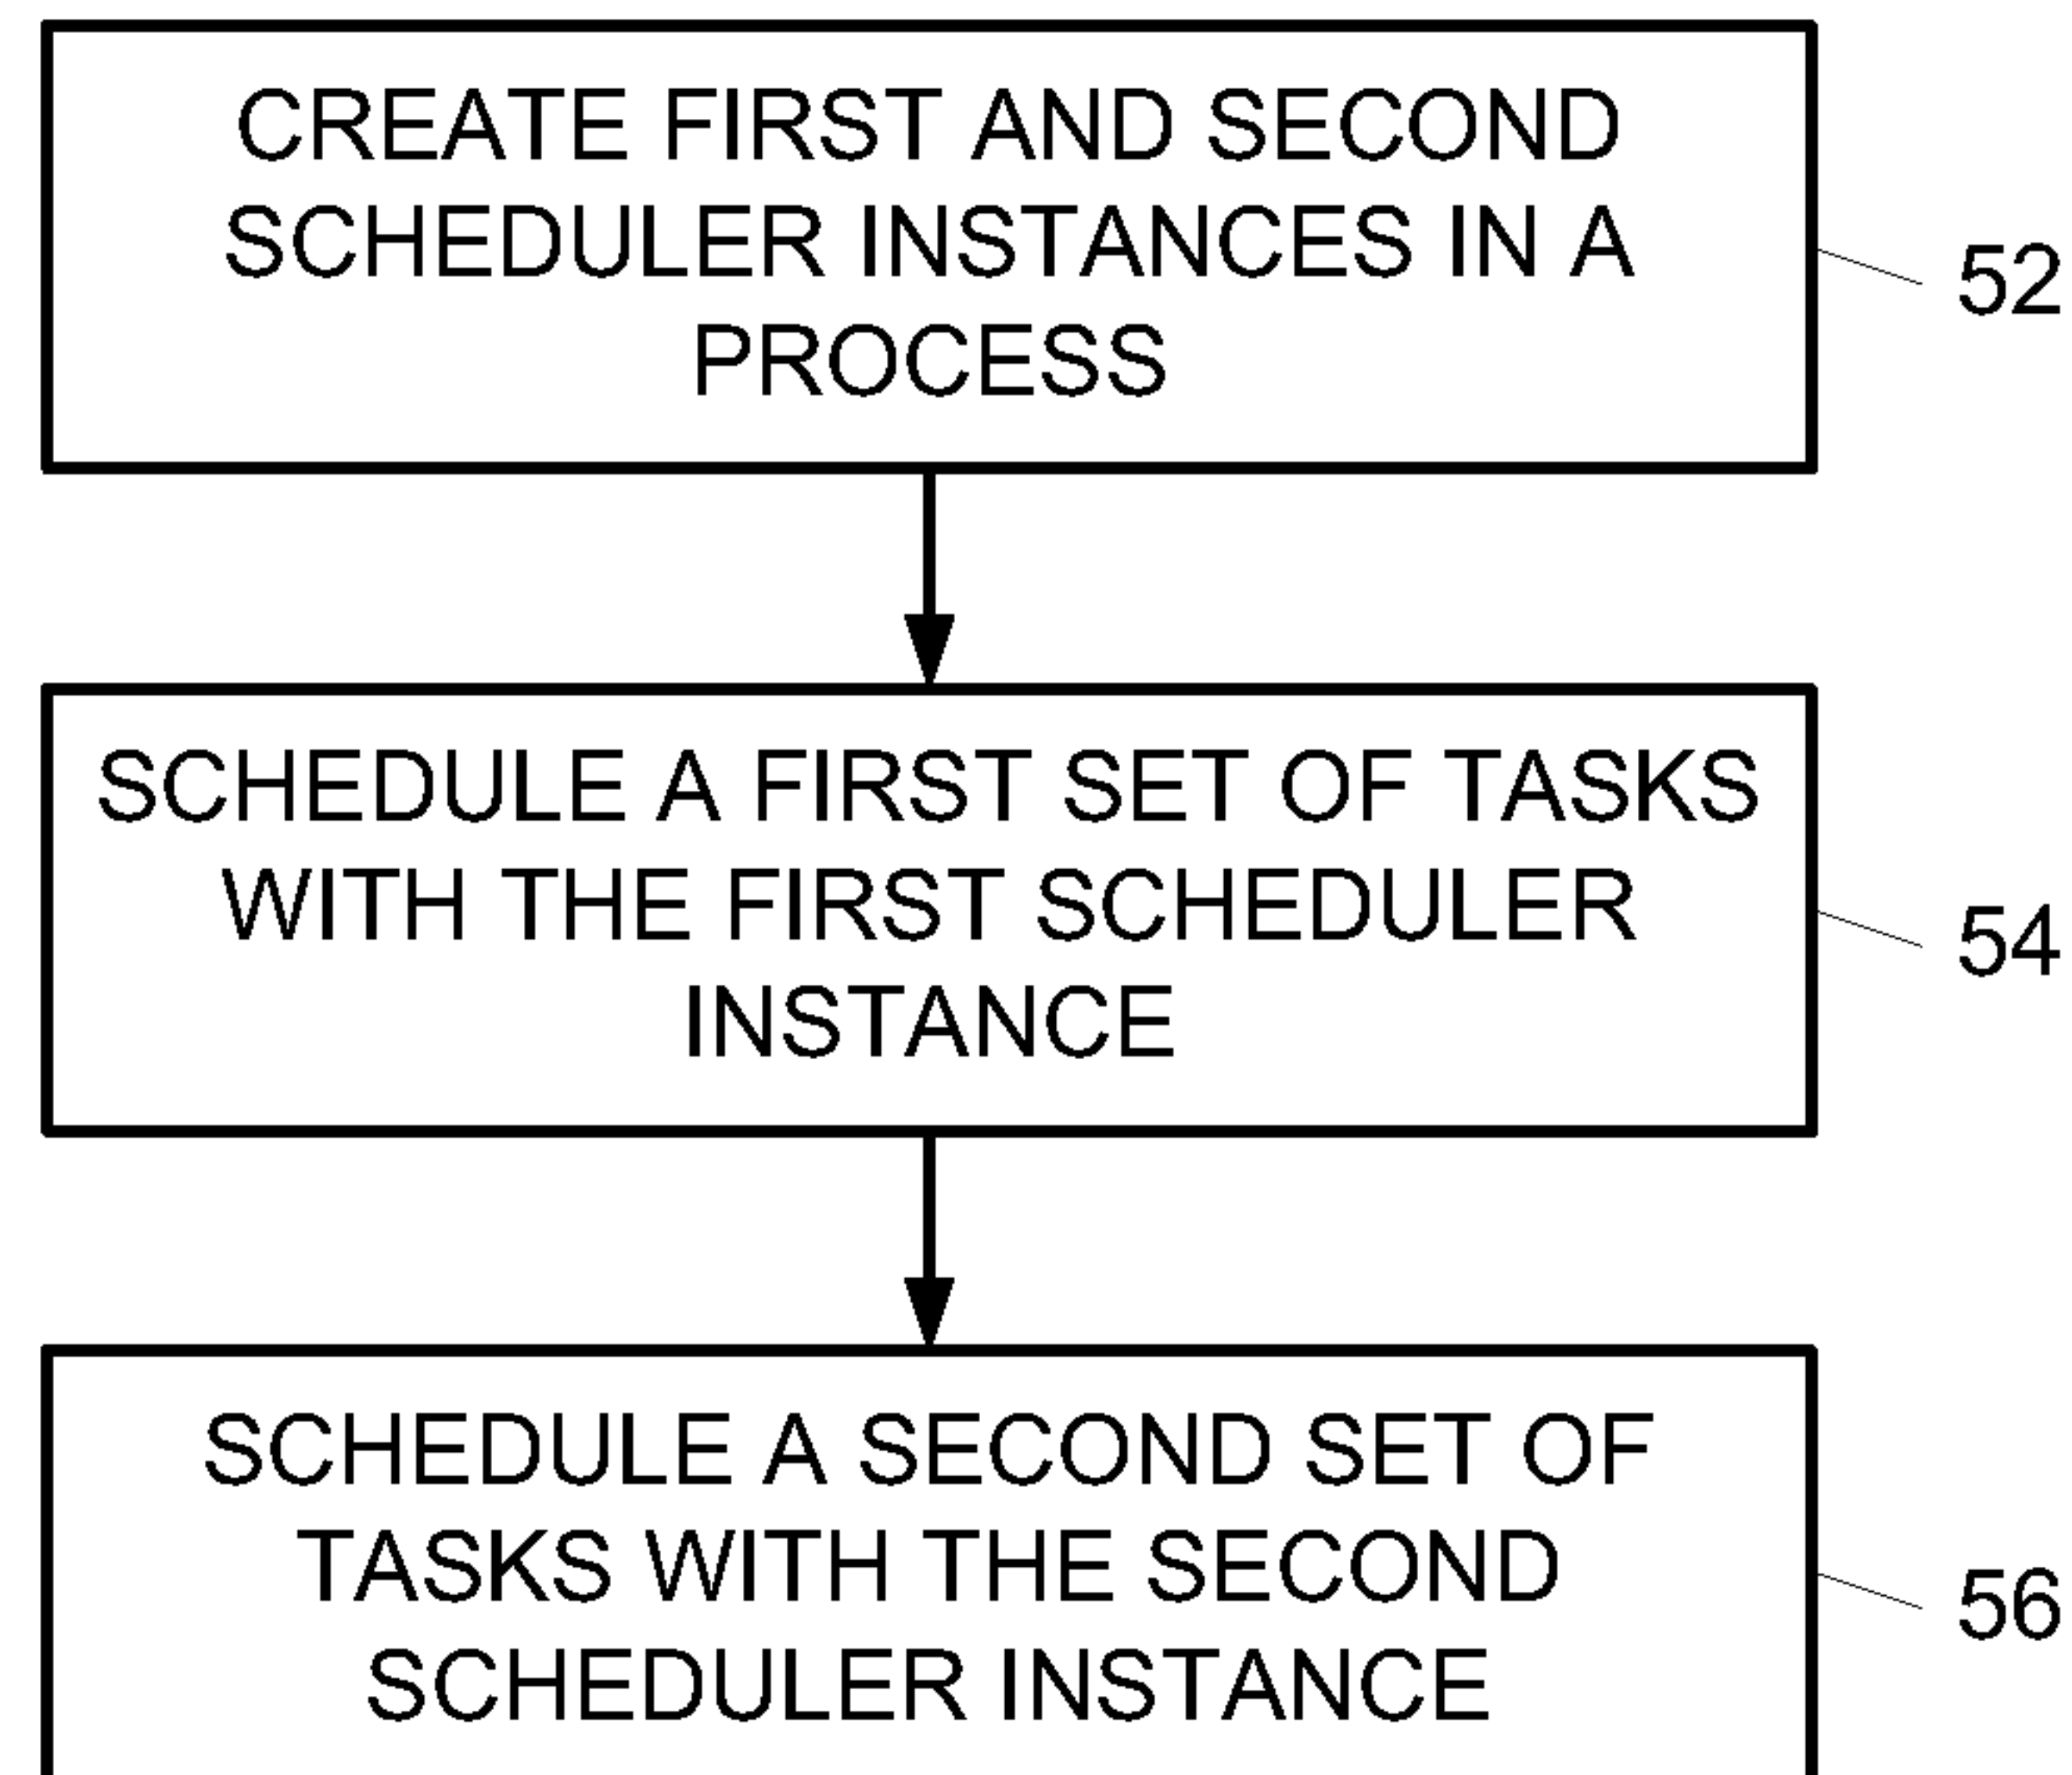 CREATE FIRST AND SECOND
SCHEDULER INSTANCES IN A
PROCESS
52
SCHEDULE A FIRST SET OF TASKS
WITH THE FIRST SCHEDULER
INSTANCE
54
SCHEDULE A SECOND SET OF
TASKS WITH THE SECOND
SCHEDULER INSTANCE
56